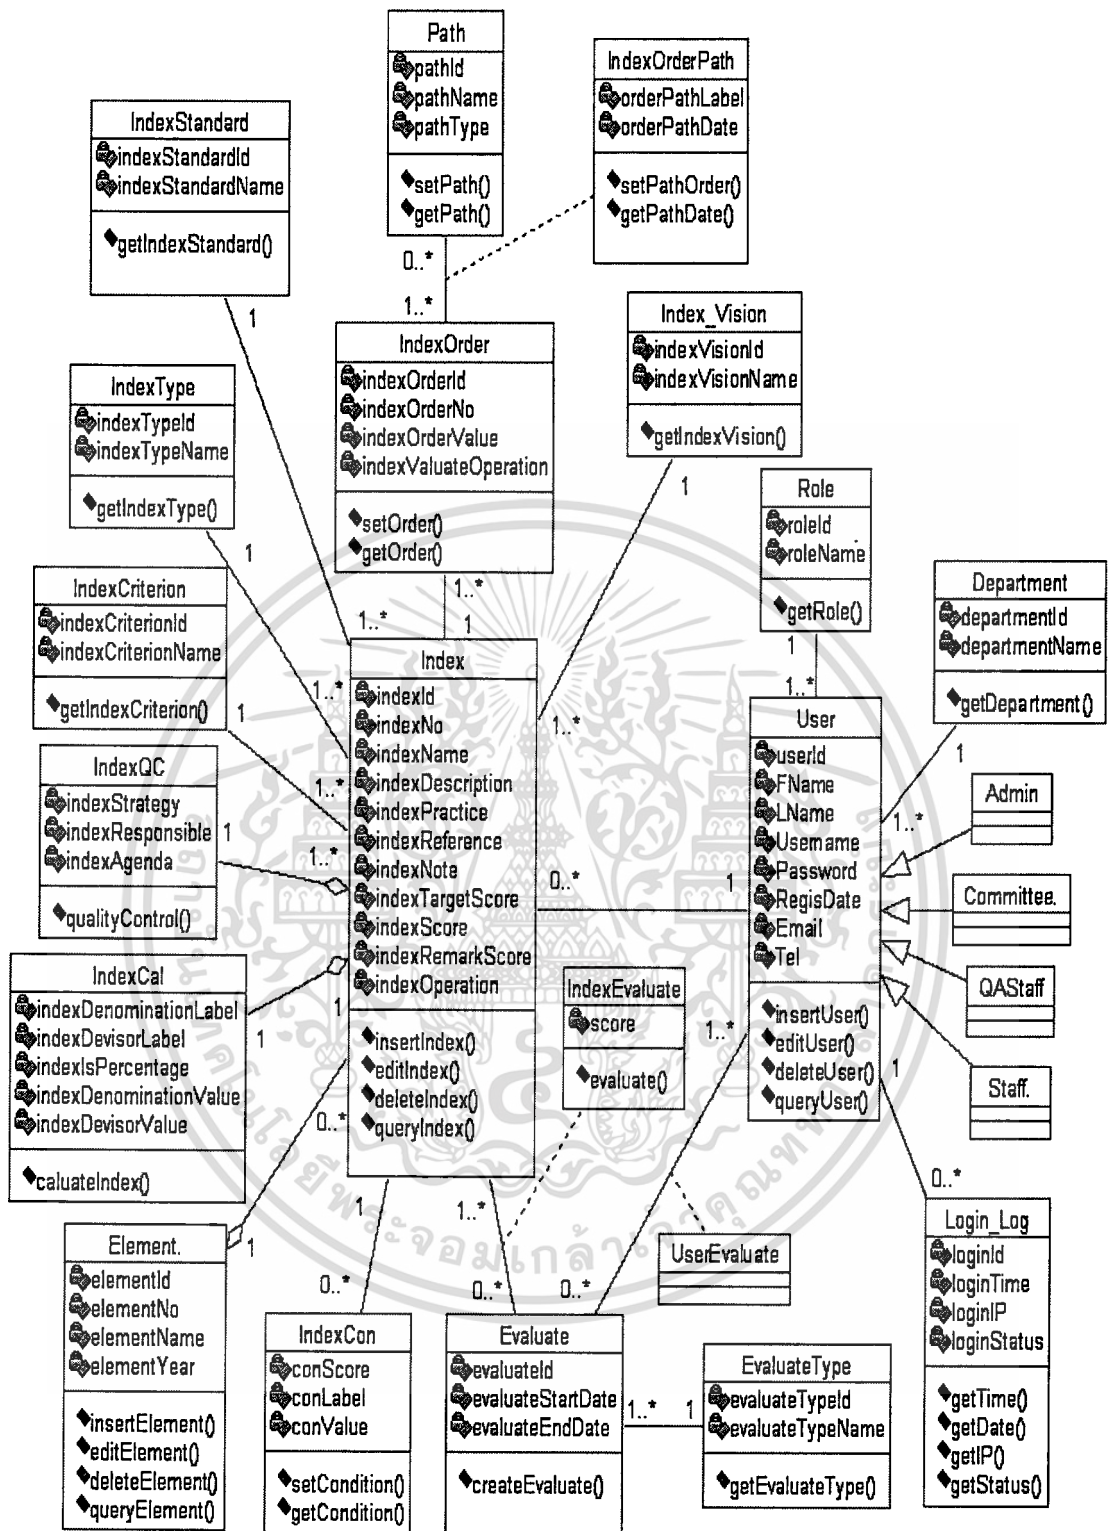 Path
pathId
pathName
pathType
setPath()
getPath()
IndexOrderPath
orderPathLabel
orderPathDate
setPathOrder()
getPathDate()
IndexStandard
indexStandardId
indexStandardName
getIndexStandard()
0..*
1..*
1
Index_Vision
indexVisionId
indexVisionName
getIndexVision()
1
IndexOrder
indexOrderId
indexOrderNo
indexOrderValue
indexValuateOperation
setOrder()
getOrder()
1..*
1
IndexType
indexTypeId
indexTypeName
getIndexType()
1
Role
roleId
roleName
getRole()
1
1..*
Department
departmentId
departmentName
getDepartment()
1
1..*
IndexCriterion
indexCriterionId
indexCriterionName
getIndexCriterion()
1
1..*
1..*
1..*
1..*
1..*
Index
indexId
indexNo
indexName
indexDescription
indexPractice
indexReference
indexNote
indexTargetScore
indexScore
indexRemarkScore
indexOperation
insertIndex()
editIndex()
deleteIndex()
queryIndex()
0..*
1
User
userId
FName
LName
Username
Password
RegisDate
Email
Tel
insertUser()
editUser()
deleteUser()
queryUser()
Admin
Committee.
QAStaff
Staff.
IndexQC
indexStrategy
indexResponsible
indexAgenda
qualityControl()
1
IndexCal
indexDenominationLabel
indexDevisorLabel
indexIsPercentage
indexDenominationValue
indexDevisorValue
caluateIndex()
1
1
0..*
1
IndexEvaluate
score
evaluate()
1..*
1
0..*
Element.
elementId
elementNo
elementName
elementYear
insertElement()
editElement()
deleteElement()
queryElement()
1
0..*
1..*
0..*
0..*
UserEvaluate
IndexCon
conScore
conLabel
conValue
setCondition()
getCondition()
Evaluate
evaluateId
evaluateStartDate
evaluateEndDate
createEvaluate()
1..*
1
EvaluateType
evaluateTypeId
evaluateTypeName
getEvaluateType()
Login_Log
loginId
loginTime
loginIP
loginStatus
getTime()
getDate()
getIP()
getStatus()